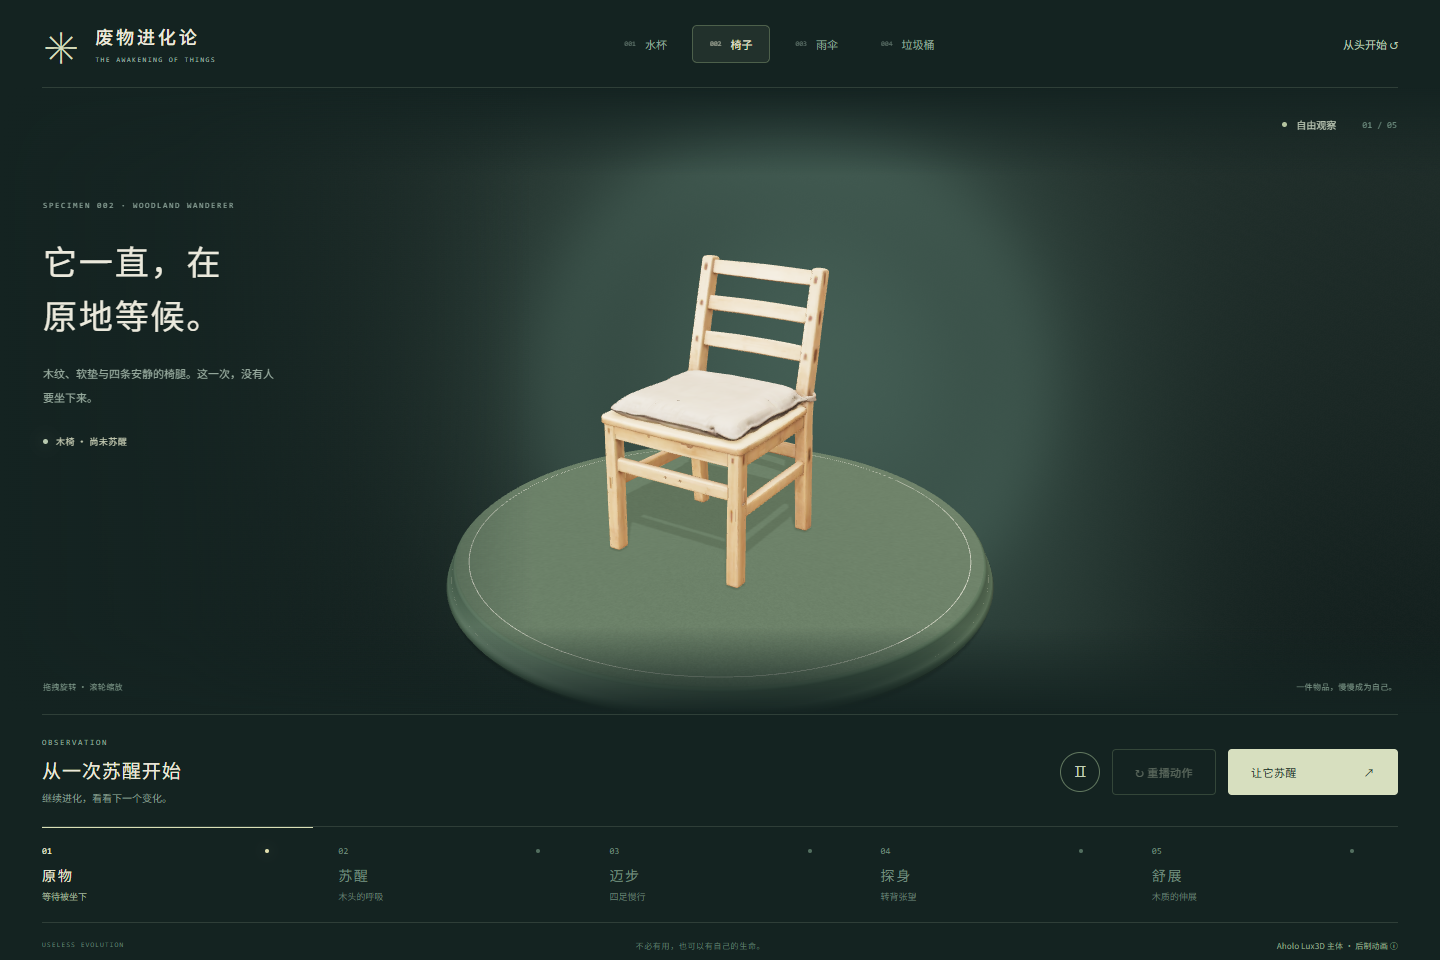 废物进化论
THE AWAKENING OF THINGS
001 水杯
002 椅子
003 雨伞
004 垃圾桶
从头开始 ↺
自由观察 01 / 05
SPECIMEN 002 · WOODLAND WANDERER
它一直，在
原地等候。
木纹、软垫与四条安静的椅腿。这一次，没有人
要坐下来。
木椅 · 尚未苏醒
拖拽旋转 · 滚轮缩放
一件物品，慢慢成为自己。
OBSERVATION
从一次苏醒开始
继续进化，看看下一个变化。
↻ 重播动作
让它苏醒 ↗
01
原物
等待被坐下
02
苏醒
木头的呼吸
03
迈步
四足慢行
04
探身
转背张望
05
舒展
木质的伸展
USELESS EVOLUTION
不必有用，也可以有自己的生命。
Aholo Lux3D 主体 · 后制动画 ⓘ